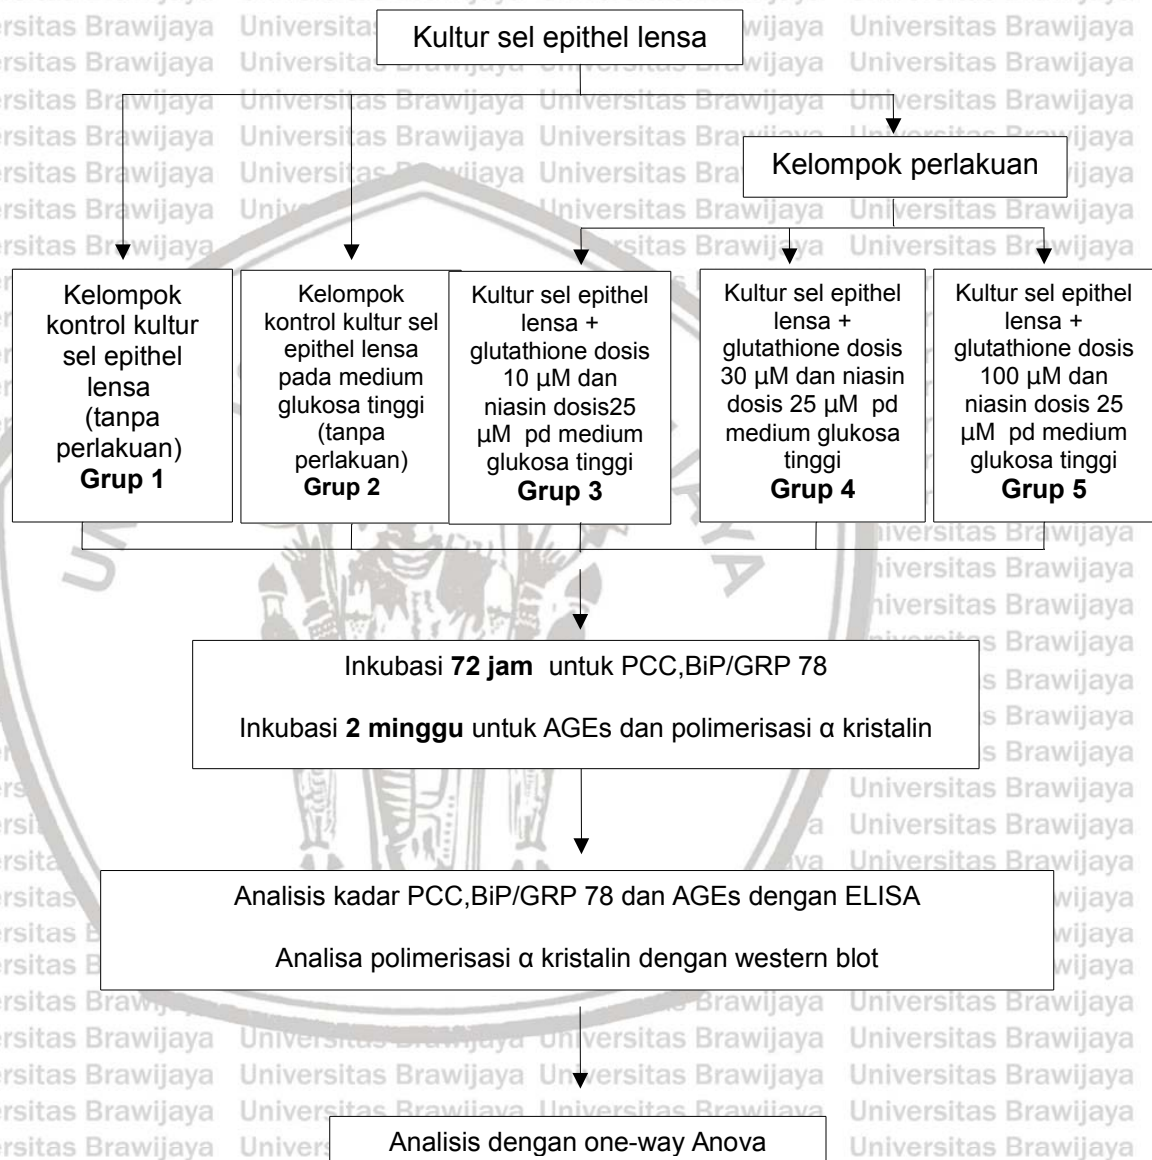 Kultur sel epithel lensa
Kelompok perlakuan
Kelompok
kontrol kultur
sel epithel
lensa
(tanpa
perlakuan)
Grup 1
Kelompok
kontrol kultur sel
epithel lensa
pada medium
glukosa tinggi
(tanpa
perlakuan)
Grup 2
Kultur sel epithel
lensa +
glutathione dosis
10 µM dan
niasin dosis25
µM pd medium
glukosa tinggi
Grup 3
Kultur sel epithel
lensa +
glutathione dosis
30 µM dan niasin
dosis 25 µM pd
medium glukosa
tinggi
Grup 4
Kultur sel epithel
lensa +
glutathione dosis
100 µM dan
niasin dosis 25
µM pd medium
glukosa tinggi
Grup 5
Inkubasi 72 jam untuk PCC,BiP/GRP 78
Inkubasi 2 minggu untuk AGEs dan polimerisasi α kristalin
Analisis kadar PCC,BiP/GRP 78 dan AGEs dengan ELISA
Analisa polimerisasi α kristalin dengan western blot
Analisis dengan one-way Anova